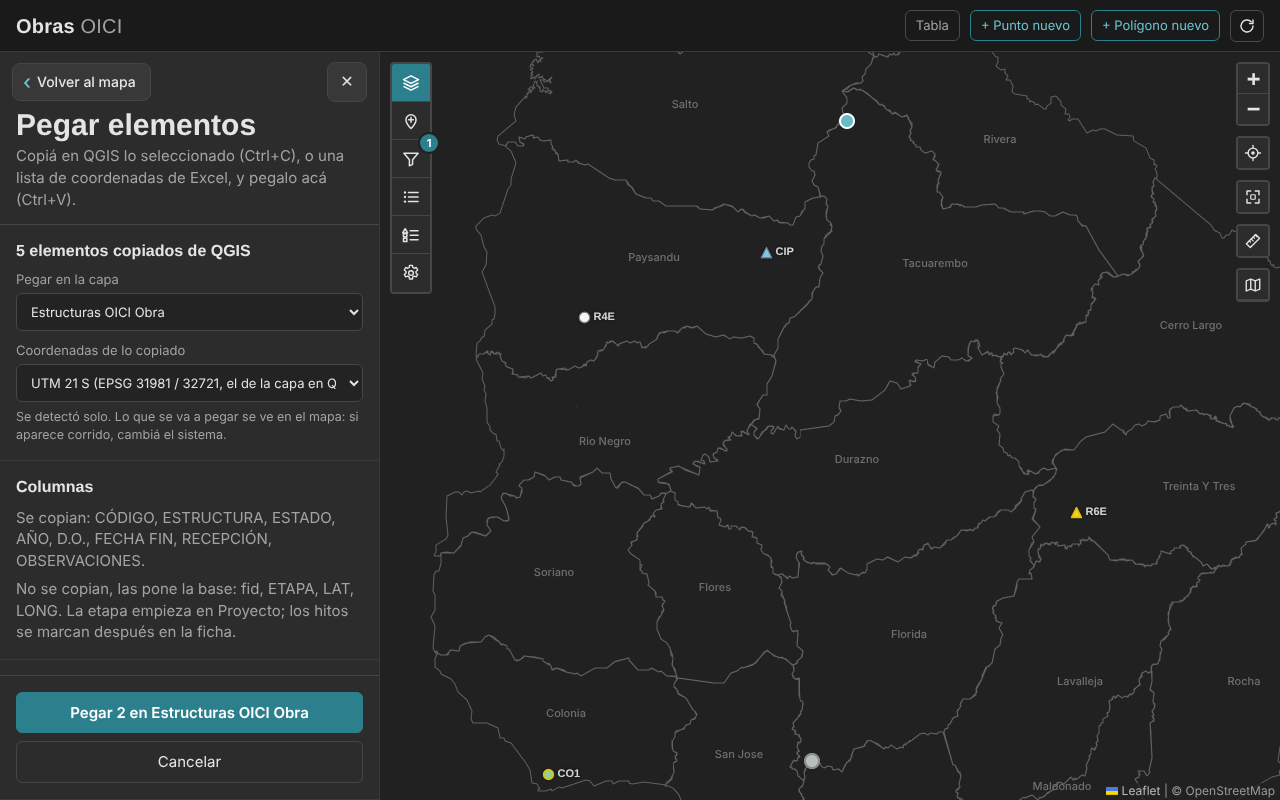 Obras OICI
Tabla
+ Punto nuevo
+ Polígono nuevo
Volver al mapa
Pegar elementos
Copiá en QGIS lo seleccionado (Ctrl+C), o una
lista de coordenadas de Excel, y pegalo acá
(Ctrl+V).
5 elementos copiados de QGIS
Pegar en la capa
Estructuras OICI Obra
Coordenadas de lo copiado
UTM 21 S (EPSG 31981 / 32721, el de la capa en Q
Se detectó solo. Lo que se va a pegar se ve en el mapa: si
aparece corrido, cambiá el sistema.
Columnas
Se copian: CÓDIGO, ESTRUCTURA, ESTADO,
AÑO, D.O., FECHA FIN, RECEPCIÓN,
OBSERVACIONES.
No se copian, las pone la base: fid, ETAPA, LAT,
LONG. La etapa empieza en Proyecto; los hitos
se marcan después en la ficha.
Pegar 2 en Estructuras OICI Obra
Cancelar
1
Salto
Rivera
Paysandu
CIP
Tacuarembo
R4E
Cerro Largo
Rio Negro
Durazno
Treinta Y Tres
R6E
Soriano
Flores
Florida
Lavalleja
Rocha
Colonia
San Jose
CO1
Maldonado
Leaflet | © OpenStreetMap